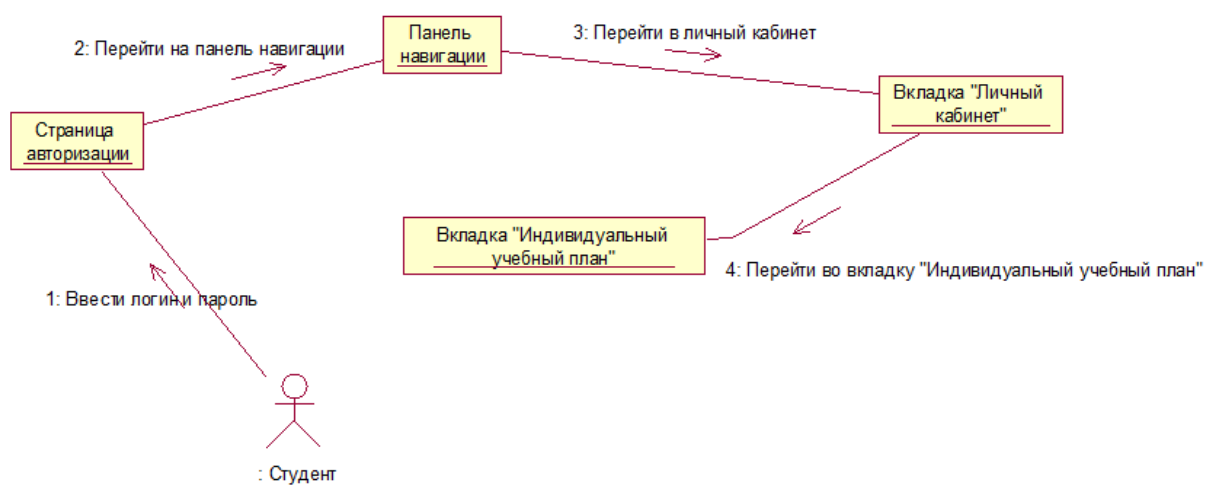 Панель
навигации
2: Перейти на панель навигации
3: Перейти в личный кабинет
Вкладка "Личный
кабинет"
Страница
авторизации
Вкладка "Индивидуальный
учебный план"
4: Перейти во вкладку "Индивидуальный учебный план"
1: Ввести логин и пароль
: Студент